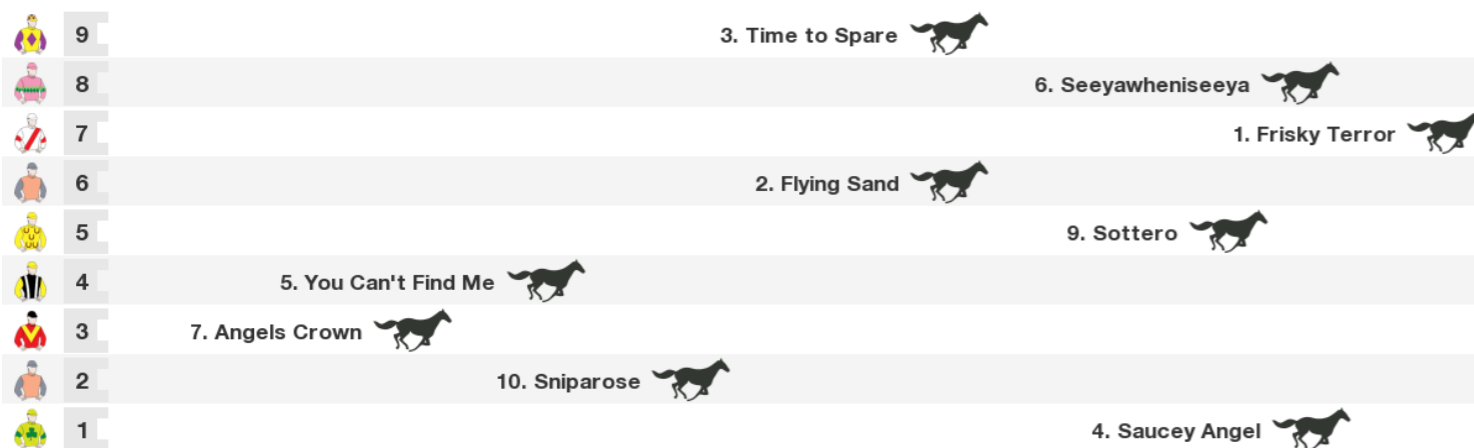 9 3. Time to Spare
8 6. Seeyawheniseeya
7 1. Frisky Terror
6 2. Flying Sand
5 9. Sottero
4 5. You Can't Find Me
3 7. Angels Crown
2 10. Sniparose
1 4. Saucey Angel